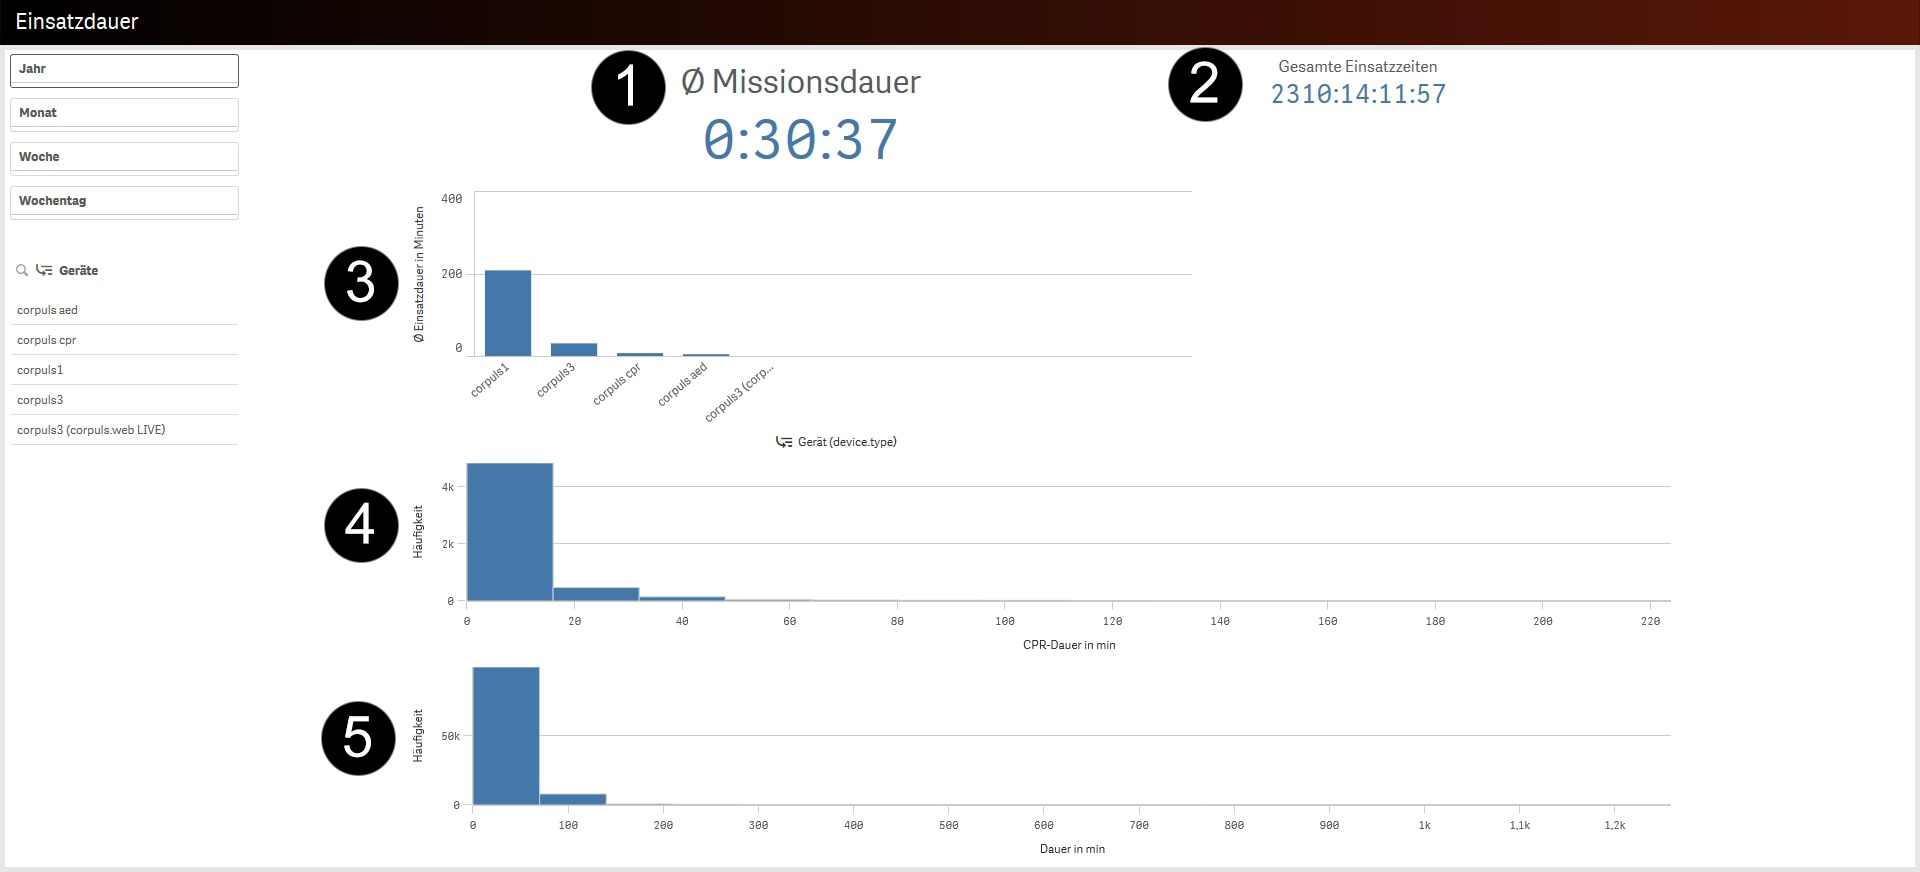 Einsatzdauer
Jahr
Monat
Woche
Wochentag
Geräte
corpuls aed
corpuls cpr
corpuls1
corpuls3
corpuls3 (corpuls.web LIVE)
1
Ø Missionsdauer
0:30:37
2
Gesamte Einsatzzeiten
2310:14:11:57
3
Ø Einsatzdauer in Minuten
400
200
0
corpuls1
corpuls3
corpuls cpr
corpuls aed
corpuls3 (corp...
Gerät (device.type)
4
Häufigkeit
4k
2k
0
0 20 40 60 80 100 120 140 160 180 200 220
CPR-Dauer in min
5
Häufigkeit
50k
0
0 100 200 300 400 500 600 700 800 900 1k 1,1k 1,2k
Dauer in min